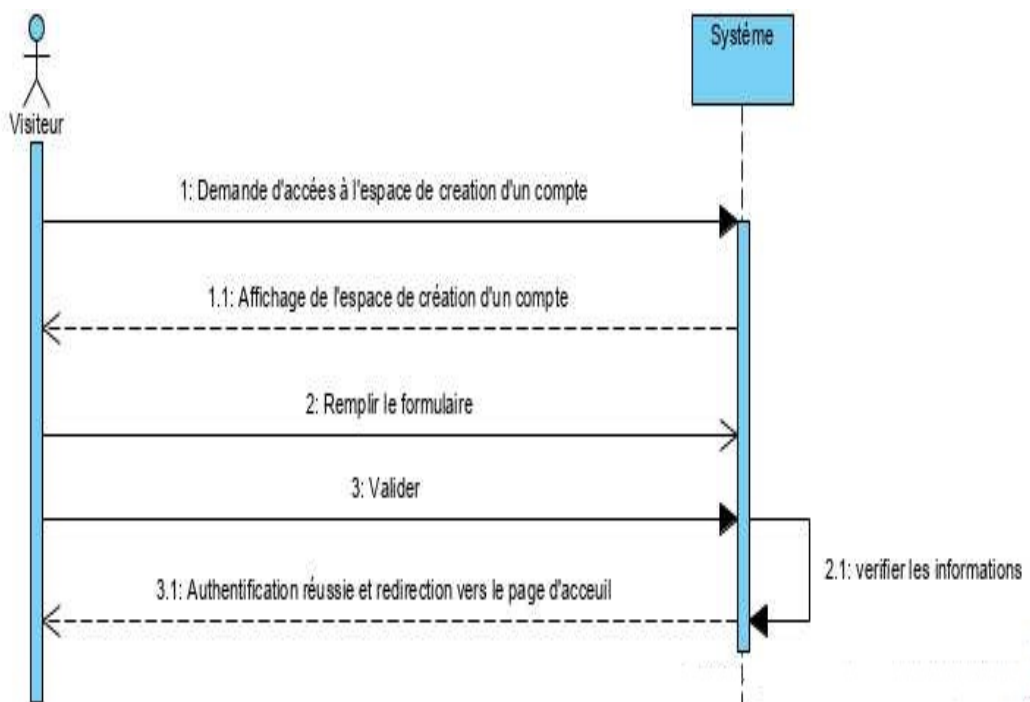 Systéme
Visiteur
1: Demande d'accées à l'espace de creation d'un compte
1.1: Affichage de l'espace de création d'un compte
2: Remplir le formulaire
3: Valider
2.1: verifier les informations
3.1: Authentification réussie et redirection vers le page d'acceuil